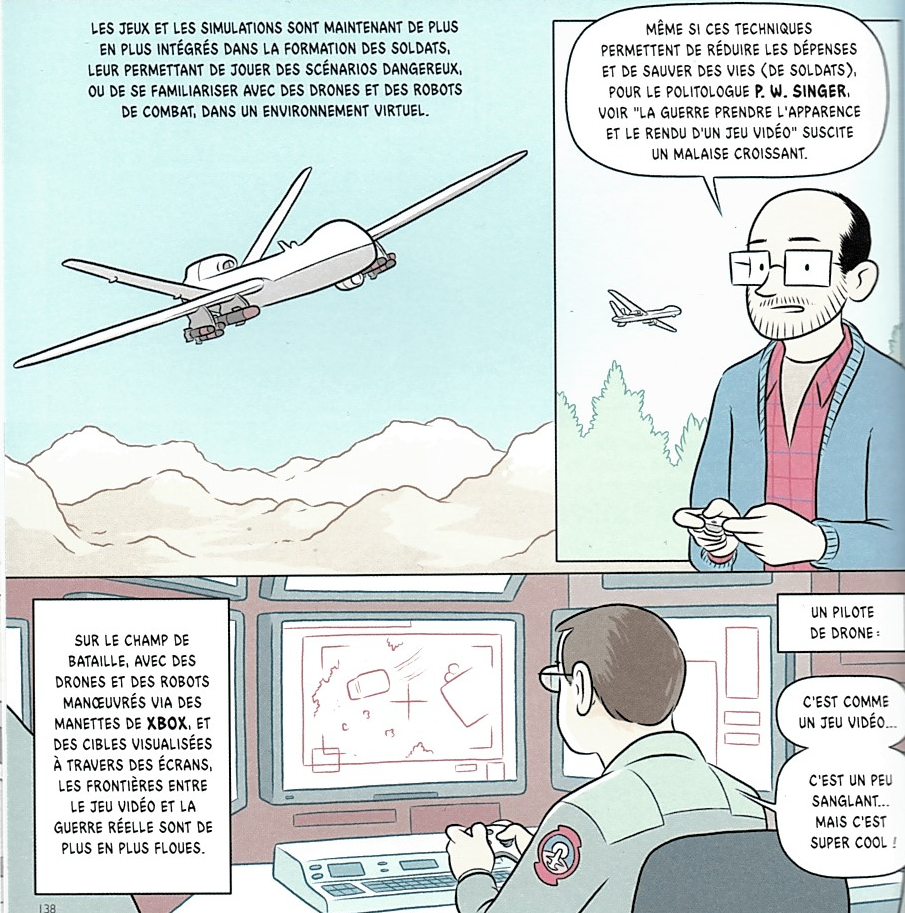 LES JEUX ET LES SIMULATIONS SONT MAINTENANT DE PLUS
EN PLUS INTÉGRÉS DANS LA FORMATION DES SOLDATS,
LEUR PERMETTANT DE JOUER DES SCÉNARIOS DANGEREUX,
OU DE SE FAMILIARISER AVEC DES DRONES ET DES ROBOTS
DE COMBAT, DANS UN ENVIRONNEMENT VIRTUEL.
MÊME SI CES TECHNIQUES
PERMETTENT DE RÉDUIRE LES DÉPENSES
ET DE SAUVER DES VIES (DE SOLDATS),
POUR LE POLITOLOGUE P. W. SINGER,
VOIR "LA GUERRE PRENDRE L'APPARENCE
ET LE RENDU D'UN JEU VIDÉO" SUSCITE
UN MALAISE CROISSANT.
SUR LE CHAMP DE
BATAILLE, AVEC DES
DRONES ET DES ROBOTS
MANŒUVRÉS VIA DES
MANETTES DE XBOX, ET
DES CIBLES VISUALISÉES
À TRAVERS DES ÉCRANS,
LES FRONTIÈRES ENTRE
LE JEU VIDÉO ET LA
GUERRE RÉELLE SONT DE
PLUS EN PLUS FLOUES.
UN PILOTE
DE DRONE :
C'EST COMME
UN JEU VIDÉO...
C'EST UN PEU
SANGLANT...
MAIS C'EST
SUPER COOL !
138